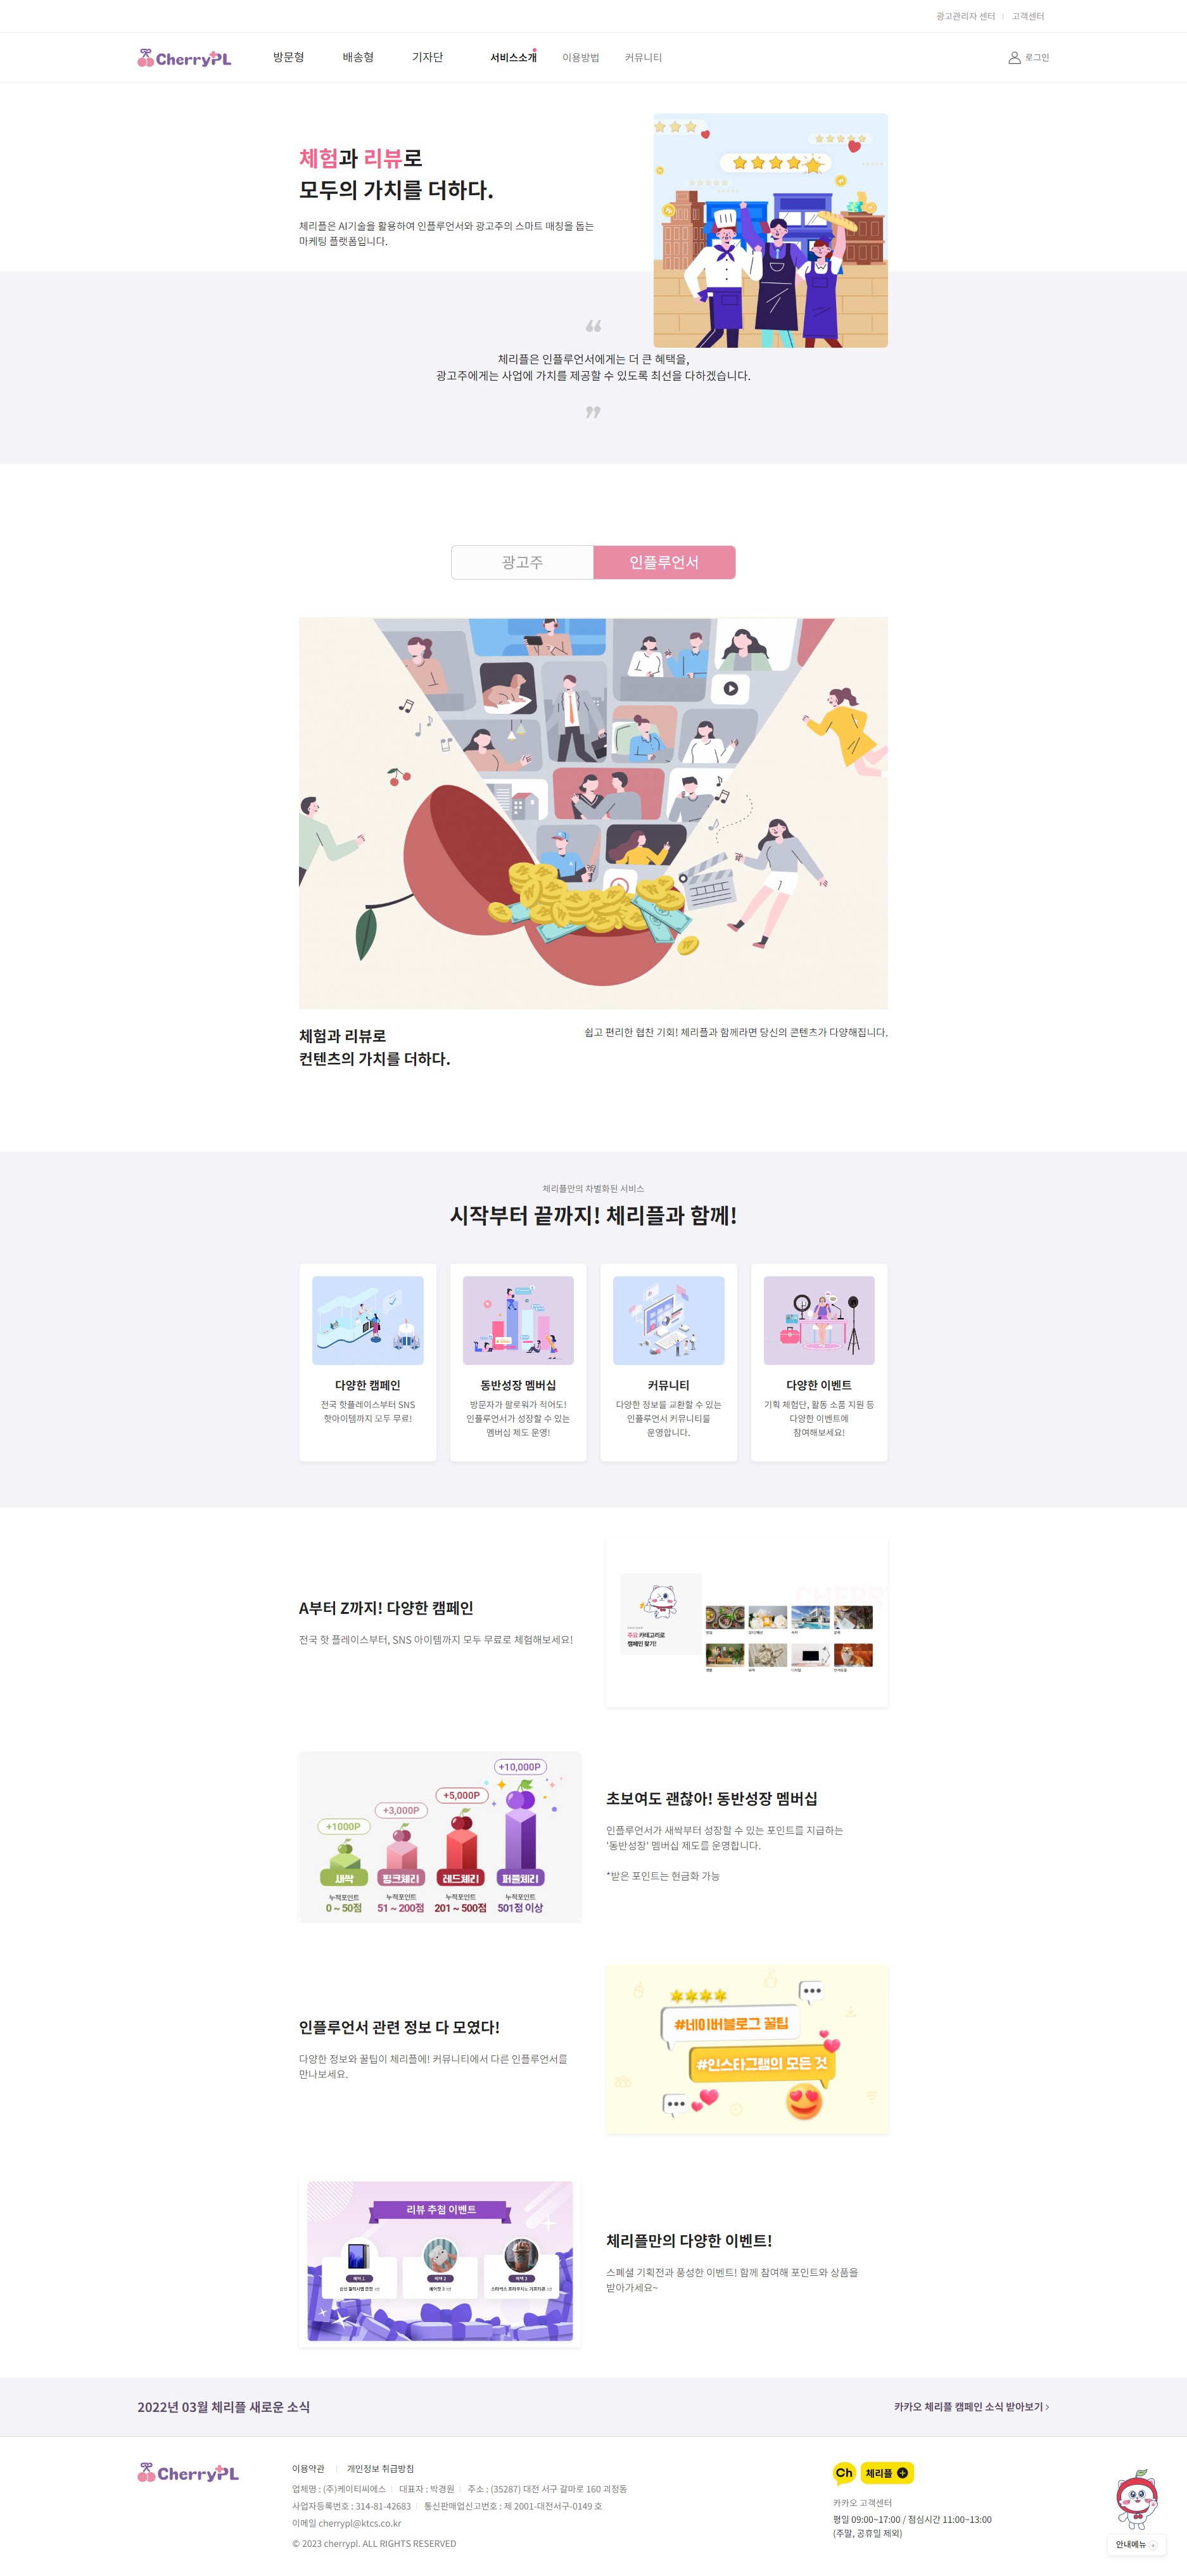 광고관리자 센터
고객센터
CherryPL
방문형
배송형
기자단
서비스소개
이용방법
커뮤니티
로그인
체험과 리뷰로
모두의 가치를 더하다.
체리플은 AI기술을 활용하여 인플루언서와 광고주의 스마트 매칭을 돕는
마케팅 플랫폼입니다.
“
체리플은 인플루언서에게는 더 큰 혜택을,
광고주에게는 사업에 가치를 제공할 수 있도록 최선을 다하겠습니다.
”
광고주
인플루언서
체험과 리뷰로
컨텐츠의 가치를 더하다.
쉽고 편리한 협찬 기회! 체리플과 함께라면 당신의 콘텐츠가 다양해집니다.
체리플만의 차별화된 서비스
시작부터 끝까지! 체리플과 함께!
다양한 캠페인
전국 핫플레이스부터 SNS
핫아이템까지 모두 무료!
동반성장 멤버십
방문자가 팔로워가 적어도!
인플루언서가 성장할 수 있는
멤버십 제도 운영!
커뮤니티
다양한 정보를 교환할 수 있는
인플루언서 커뮤니티를
운영합니다.
다양한 이벤트
기획 체험단, 활동 소품 지원 등
다양한 이벤트에
참여해보세요!
A부터 Z까지! 다양한 캠페인
전국 핫 플레이스부터, SNS 아이템까지 모두 무료로 체험해보세요!
CHERR
주요 카테고리로
캠페인 찾기!
+1000P
+3,000P
+5,000P
+10,000P
새싹
핑크체리
레드체리
퍼플체리
누적포인트
0 ~ 50점
누적포인트
51 ~ 200점
누적포인트
201 ~ 500점
누적포인트
501점 이상
초보여도 괜찮아! 동반성장 멤버십
인플루언서가 새싹부터 성장할 수 있는 포인트를 지급하는
'동반성장' 멤버십 제도를 운영합니다.
*받은 포인트는 현금화 가능
인플루언서 관련 정보 다 모였다!
다양한 정보와 꿀팁이 체리플에! 커뮤니티에서 다른 인플루언서를
만나보세요.
#네이버블로그 꿀팁
#인스타그램의 모든 것
리뷰 추첨 이벤트
혜택 1
혜택 2
혜택 3
체리플만의 다양한 이벤트!
스페셜 기획전과 풍성한 이벤트! 함께 참여해 포인트와 상품을
받아가세요~
2022년 03월 체리플 새로운 소식
카카오 체리플 캠페인 소식 받아보기 >
CherryPL
이용약관
개인정보 취급방침
업체명 : (주)케이티씨에스
대표자 : 박경원
주소 : (35287) 대전 서구 갈마로 160 괴정동
사업자등록번호 : 314-81-42683
통신판매업신고번호 : 제 2001-대전서구-0149 호
이메일 cherrypl@ktcs.co.kr
© 2023 cherrypl. ALL RIGHTS RESERVED
Ch 체리플
카카오 고객센터
평일 09:00~17:00 / 점심시간 11:00~13:00
(주말, 공휴일 제외)
안내메뉴